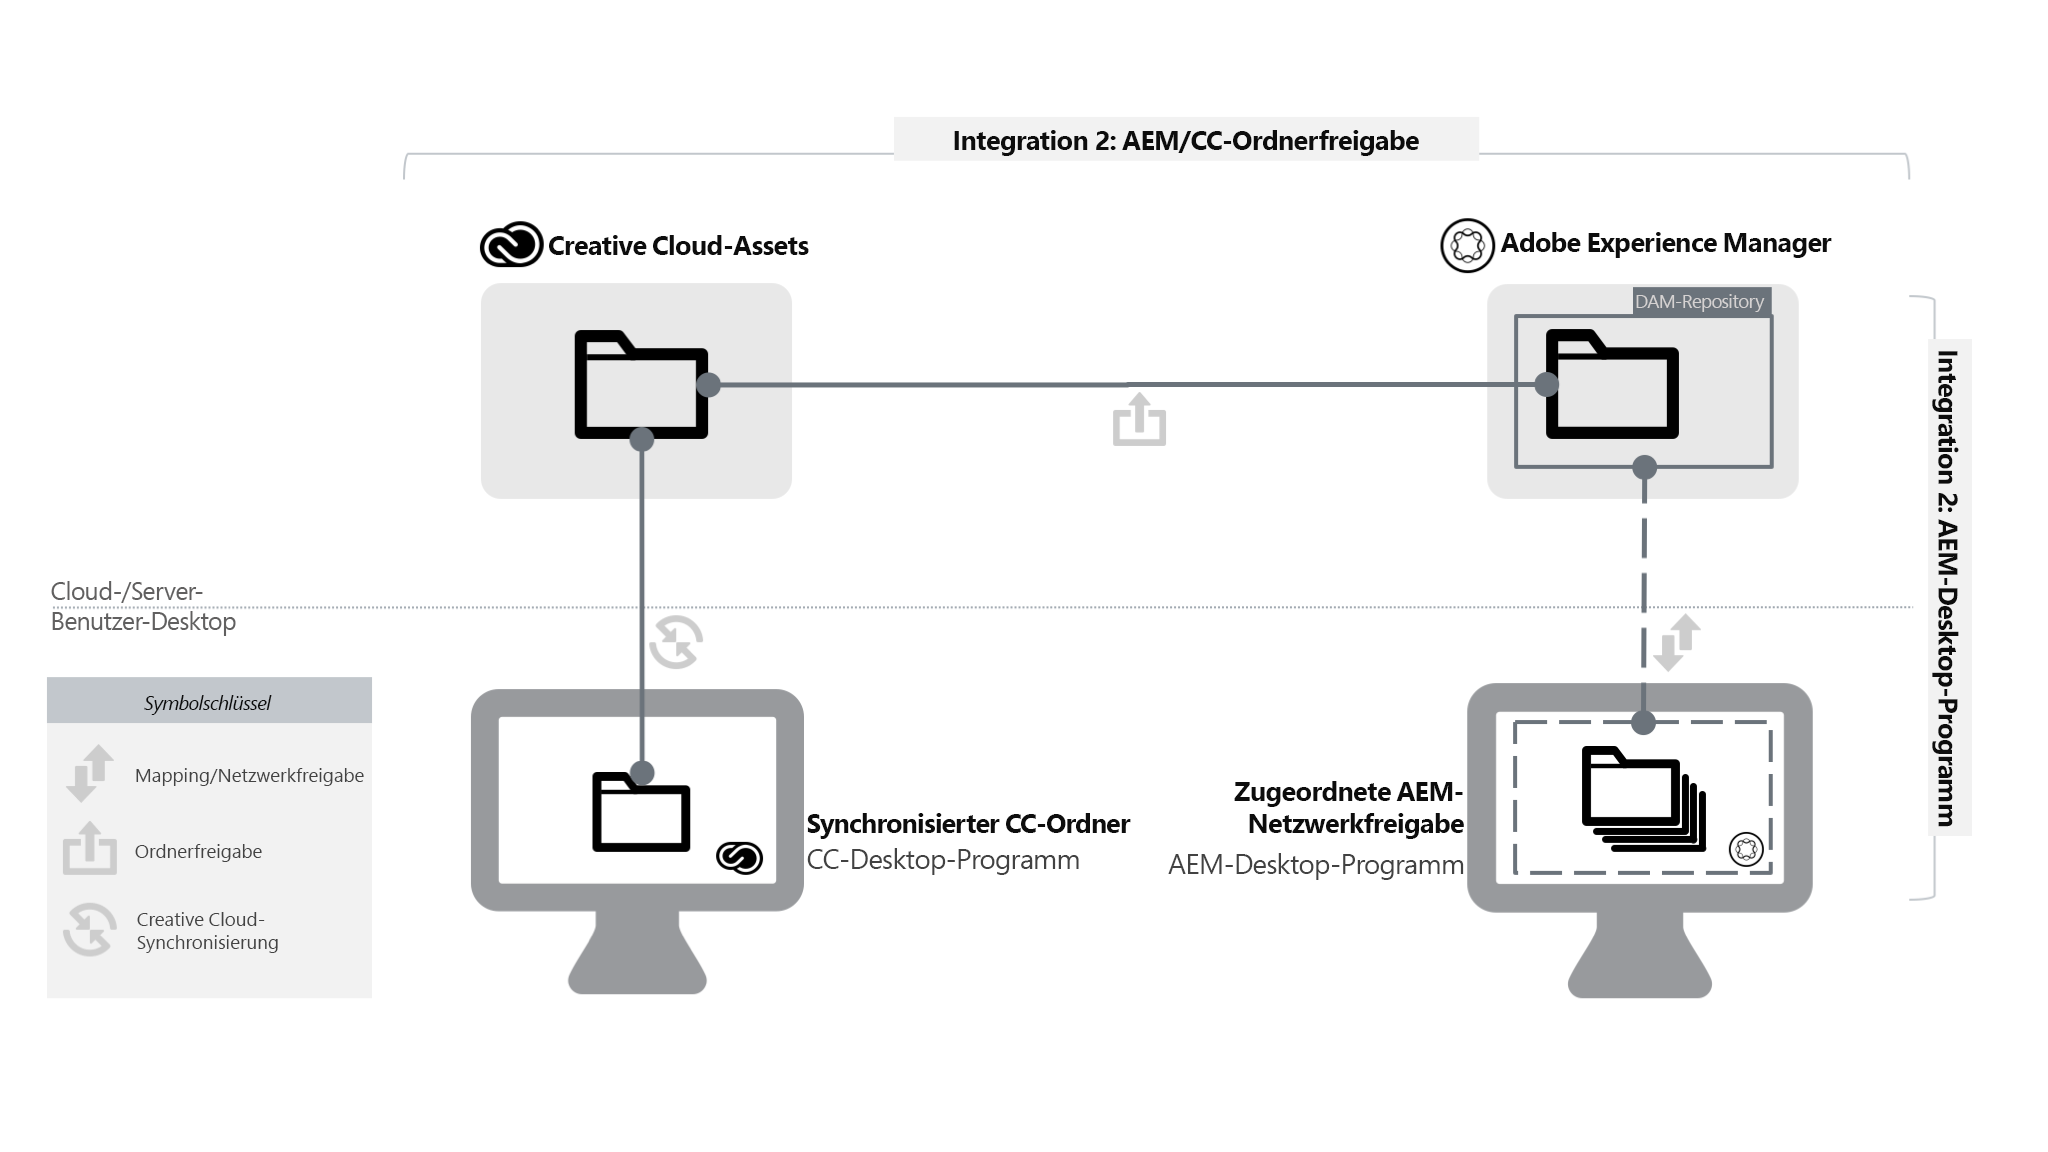 Integration 2: AEM/CC-Ordnerfreigabe
Creative Cloud-Assets
Adobe Experience Manager
DAM-Repository
Integration 2: AEM-Desktop-Programm
Cloud-/Server-
Benutzer-Desktop
Symbolschlüssel
Mapping/Netzwerkfreigabe
Ordnerfreigabe
Creative Cloud-
Synchronisierung
Synchronisierter CC-Ordner
CC-Desktop-Programm
Zugeordnete AEM-
Netzwerkfreigabe
AEM-Desktop-Programm